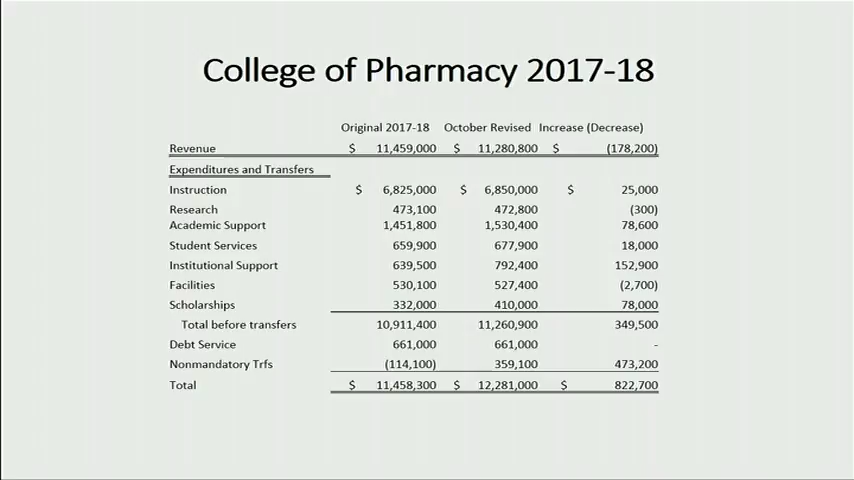 College of Pharmacy 2017-18
Original 2017-18 October Revised Increase (Decrease)
Revenue $ 11,459,000 $ 11,280,800 $ (178,200)
Expenditures and Transfers
Instruction $ 6,825,000 $ 6,850,000 $ 25,000
Research 473,100 472,800 (300)
Academic Support 1,451,800 1,530,400 78,600
Student Services 659,900 677,900 18,000
Institutional Support 639,500 792,400 152,900
Facilities 530,100 527,400 (2,700)
Scholarships 332,000 410,000 78,000
Total before transfers 10,911,400 11,260,900 349,500
Debt Service 661,000 661,000 -
Nonmandatory Trfs (114,100) 359,100 473,200
Total $ 11,458,300 $ 12,281,000 $ 822,700